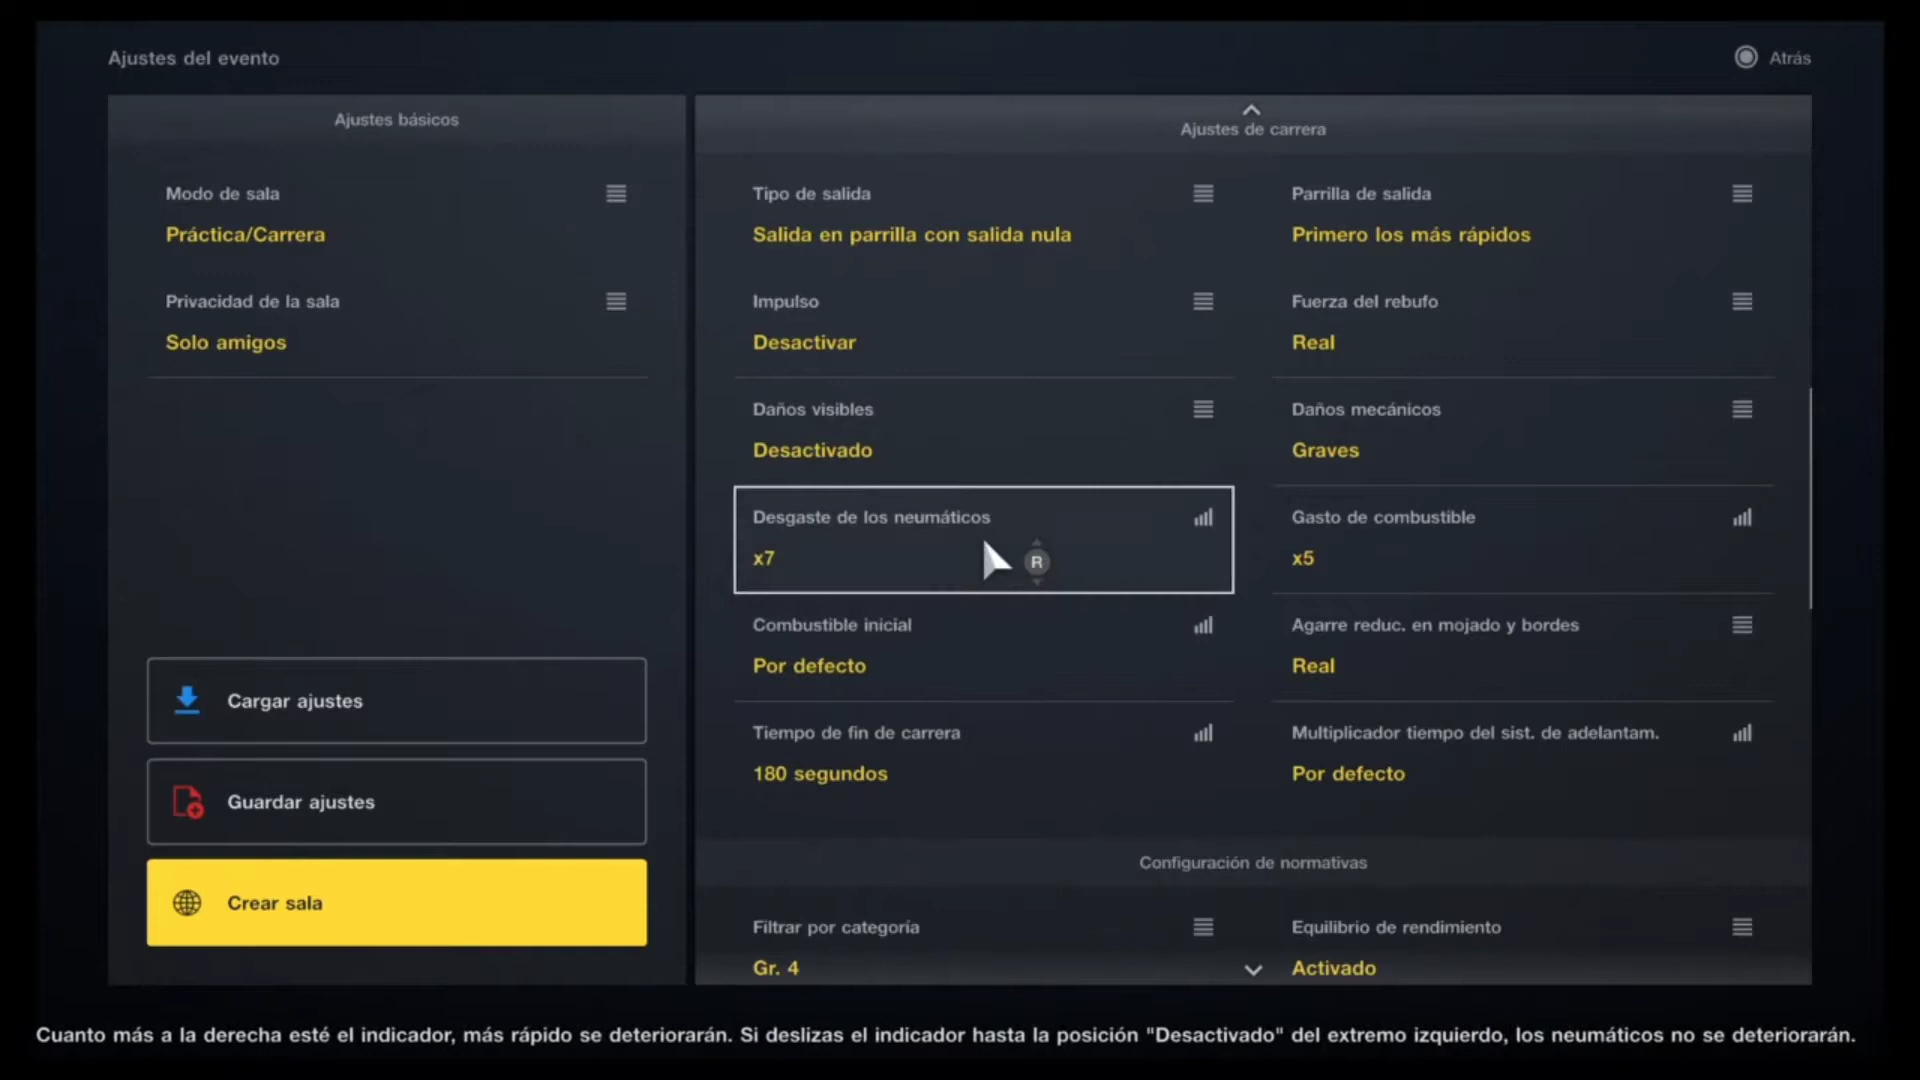 Ajustes del evento
Atrás
Ajustes básicos
Modo de sala
Práctica/Carrera
Privacidad de la sala
Solo amigos
Cargar ajustes
Guardar ajustes
Crear sala
Ajustes de carrera
Tipo de salida
Salida en parrilla con salida nula
Parrilla de salida
Primero los más rápidos
Impulso
Desactivar
Fuerza del rebufo
Real
Daños visibles
Desactivado
Daños mecánicos
Graves
Desgaste de los neumáticos
x7
R
Gasto de combustible
x5
Combustible inicial
Por defecto
Agarre reduc. en mojado y bordes
Real
Tiempo de fin de carrera
180 segundos
Multiplicador tiempo del sist. de adelantam.
Por defecto
Configuración de normativas
Filtrar por categoría
Gr. 4
Equilibrio de rendimiento
Activado
Cuanto más a la derecha esté el indicador, más rápido se deteriorarán. Si deslizas el indicador hasta la posición "Desactivado" del extremo izquierdo, los neumáticos no se deteriorarán.